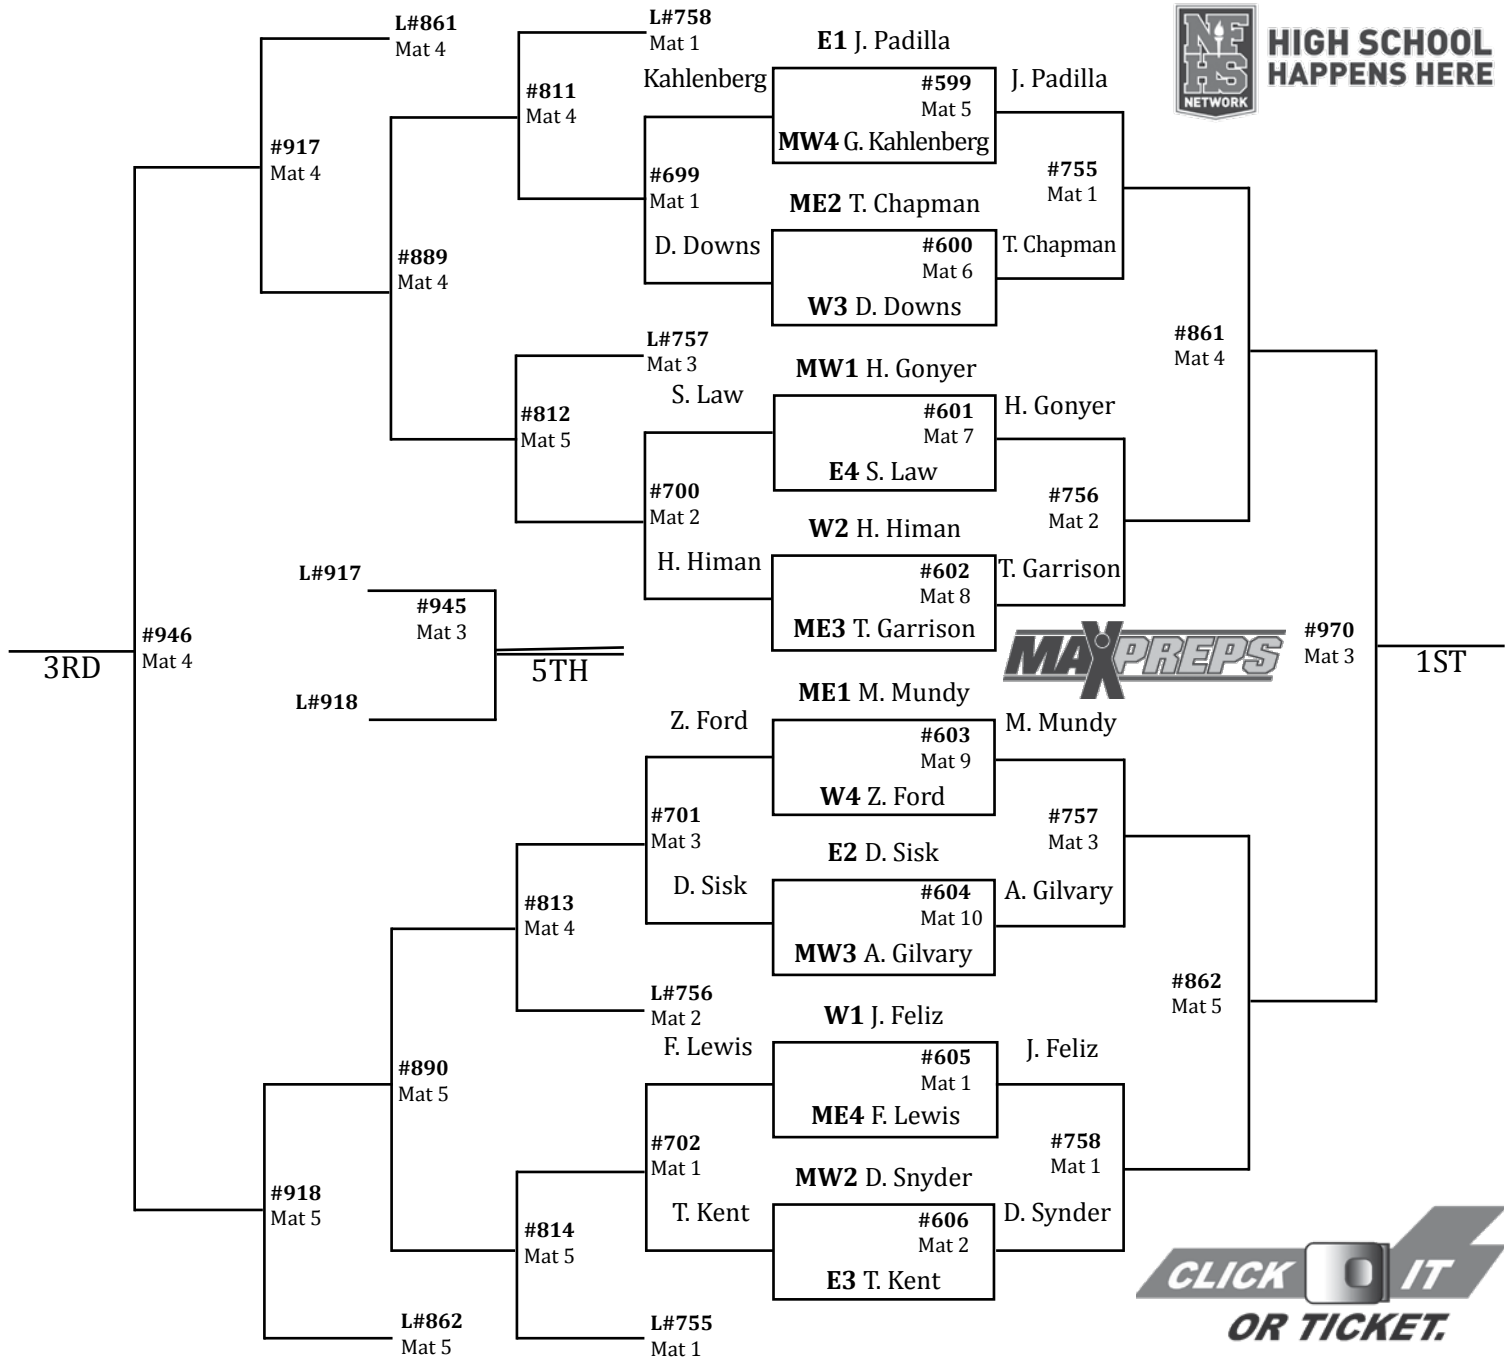 L#861
Mat 4
L#758
Mat 1
E1 J. Padilla
NFHS
NETWORK
HIGH SCHOOL
HAPPENS HERE
Kahlenberg
#599
Mat 5
J. Padilla
#811
Mat 4
MW4 G. Kahlenberg
#917
Mat 4
#699
Mat 1
#755
Mat 1
ME2 T. Chapman
D. Downs
#600
Mat 6
T. Chapman
#889
Mat 4
W3 D. Downs
L#757
Mat 3
#861
Mat 4
MW1 H. Gonyer
S. Law
#601
Mat 7
H. Gonyer
#812
Mat 5
E4 S. Law
#700
Mat 2
#756
Mat 2
W2 H. Himan
H. Himan
#602
Mat 8
T. Garrison
L#917
#945
Mat 3
ME3 T. Garrison
#946
Mat 4
3RD
5TH
MAXPREPS
#970
Mat 3
1ST
L#918
ME1 M. Mundy
Z. Ford
#603
Mat 9
M. Mundy
W4 Z. Ford
#701
Mat 3
#757
Mat 3
E2 D. Sisk
D. Sisk
#604
Mat 10
A. Gilvary
#813
Mat 4
MW3 A. Gilvary
#862
Mat 5
L#756
Mat 2
W1 J. Feliz
F. Lewis
#605
Mat 1
J. Feliz
#890
Mat 5
ME4 F. Lewis
#702
Mat 1
#758
Mat 1
MW2 D. Snyder
#918
Mat 5
T. Kent
#606
Mat 2
D. Synder
#814
Mat 5
E3 T. Kent
CLICK IT
OR TICKET.
L#862
Mat 5
L#755
Mat 1